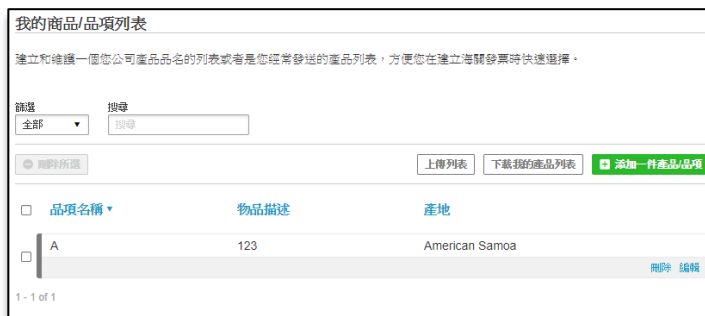 我的商品/品項列表
建立和維護一個您公司產品品名的列表或者是您經常發送的產品列表，方便您在建立海關發票時快速選擇。
篩選 搜尋
全部 ▼ 搜尋
刪除所選 上傳列表 下載我的產品列表 添加一件產品/品項
品項名稱 ▼ 物品描述 產地
A 123 American Samoa
刪除 編輯
1 - 1 of 1